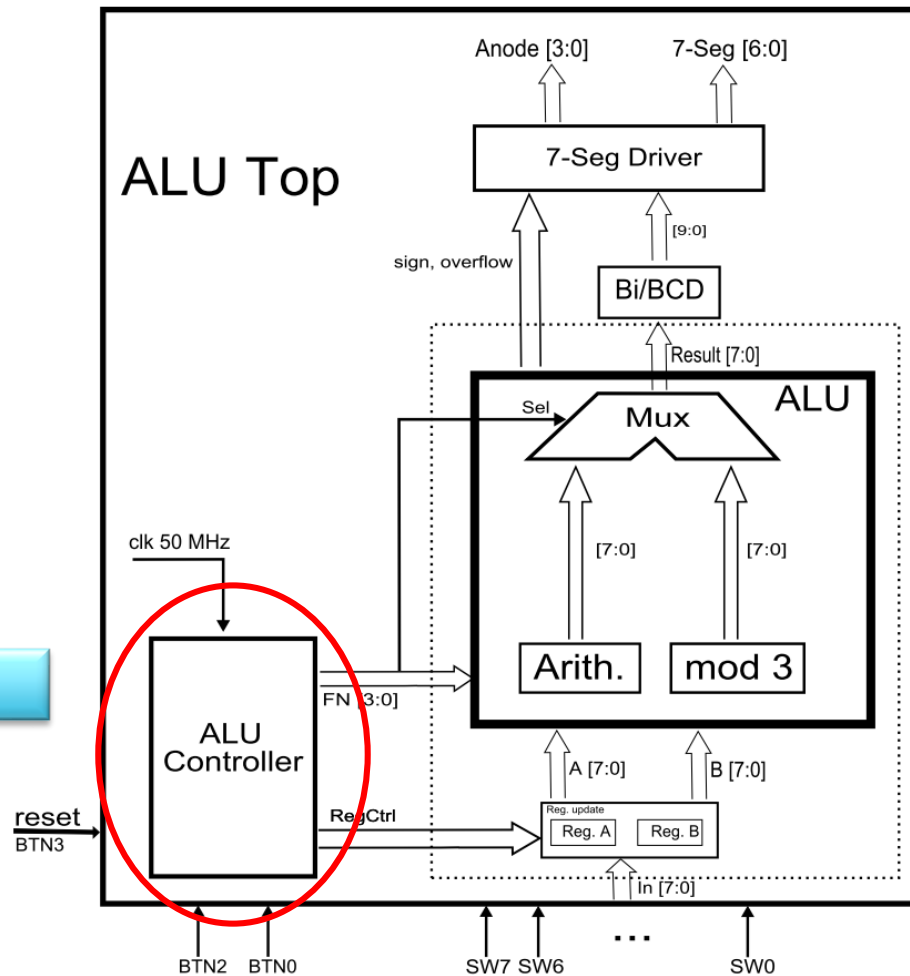 Anode [3:0]
7-Seg [6:0]
7-Seg Driver
ALU Top
[9:0]
sign, overflow
Bi/BCD
Result [7:0]
ALU
Sel
Mux
clk 50 MHz
[7:0]
[7:0]
Arith.
mod 3
FN [3:0]
ALU
Controller
A [7:0]
B [7:0]
reset
BTN3
RegCtrl
Reg. update
Reg. A
Reg. B
In [7:0]
...
BTN2
BTN0
SW7
SW6
SW0